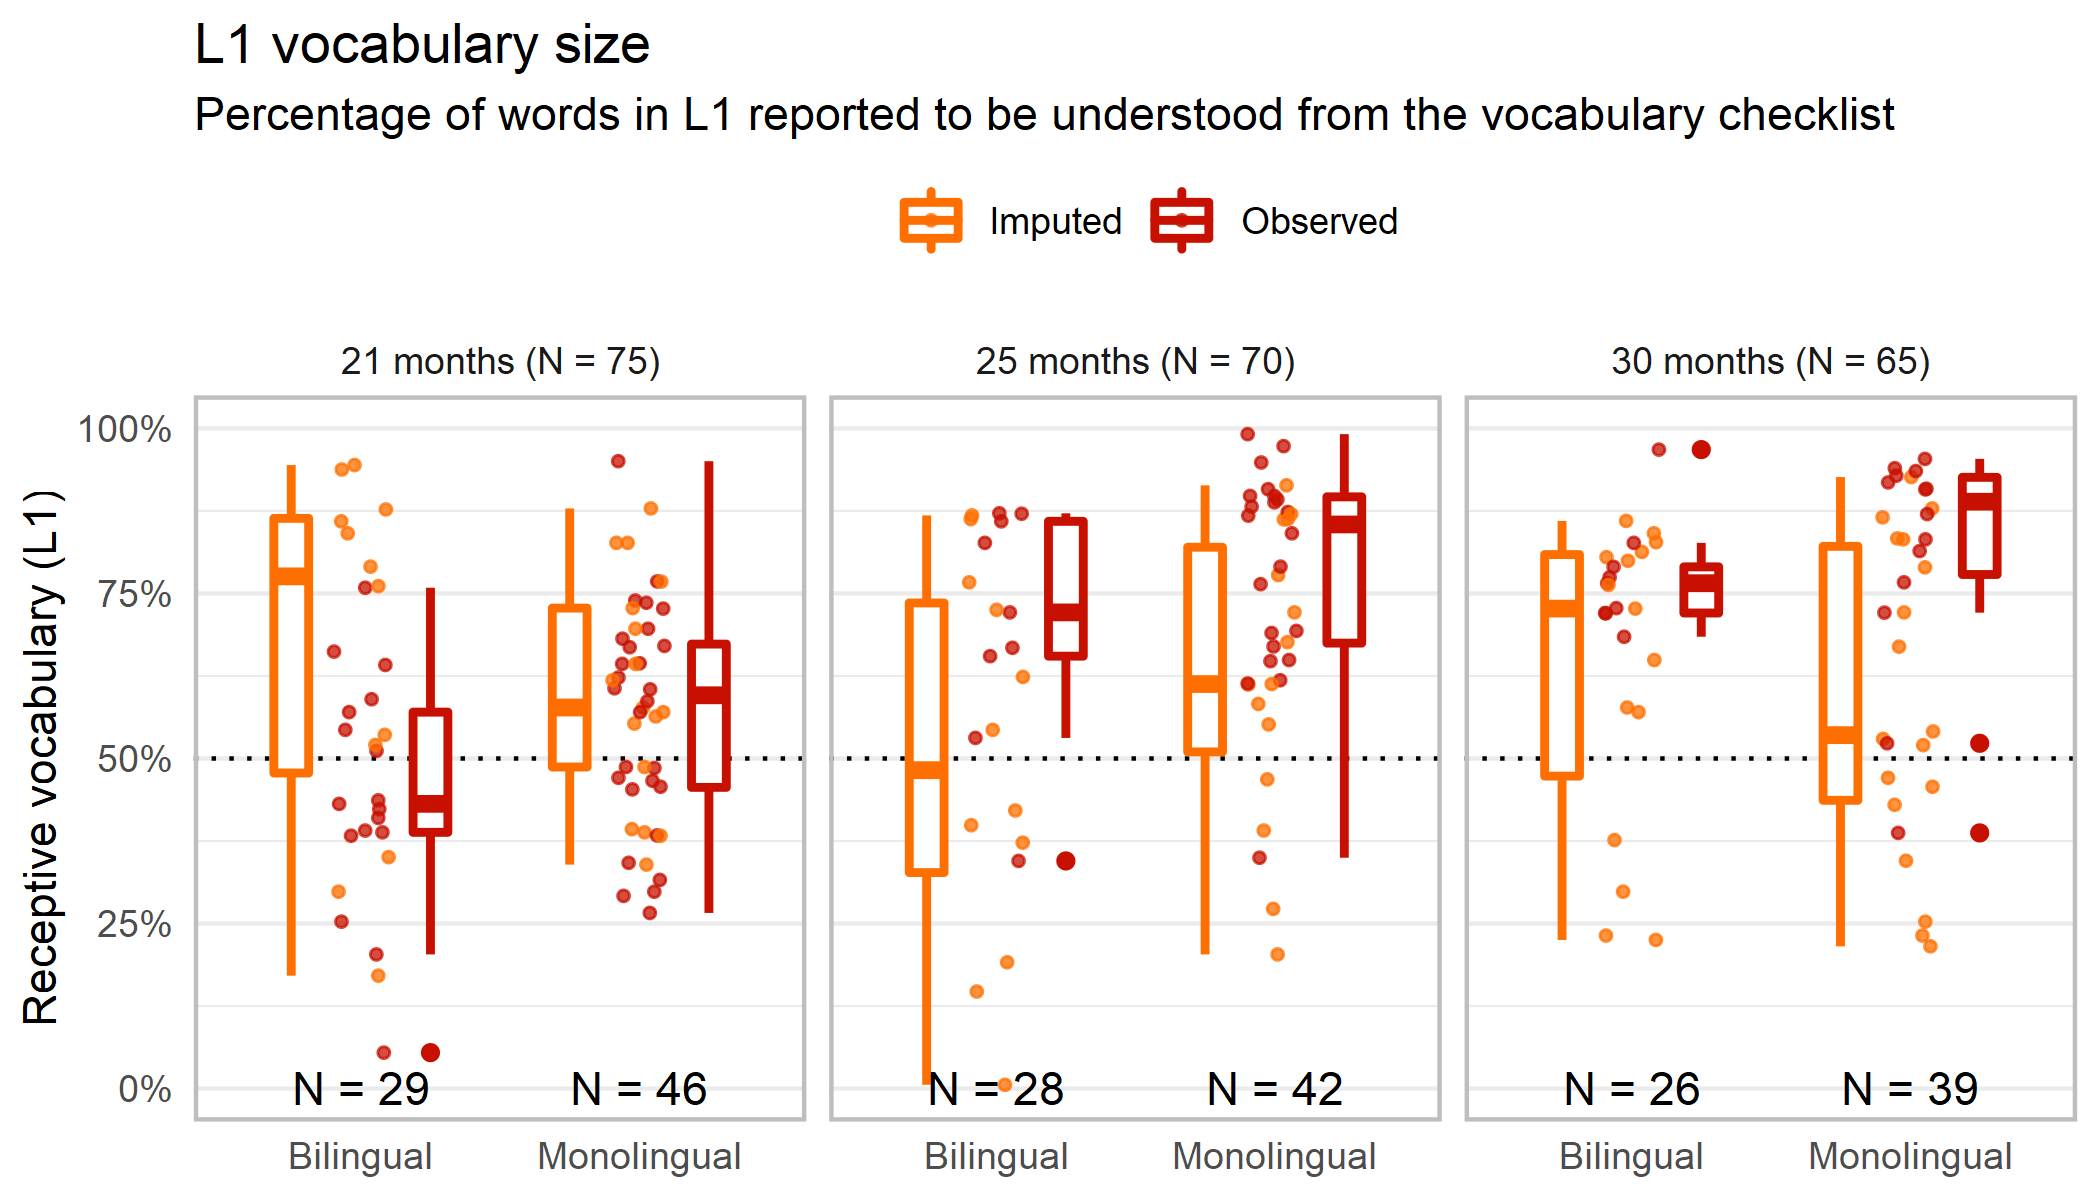 L1 vocabulary size
Percentage of words in L1 reported to be understood from the vocabulary checklist
Imputed Observed
21 months (N = 75) 25 months (N = 70) 30 months (N = 65)
Receptive vocabulary (L1)
100%
75%
50%
25%
0%
N = 29 N = 46 N = 28 N = 42 N = 26 N = 39
Bilingual Monolingual Bilingual Monolingual Bilingual Monolingual